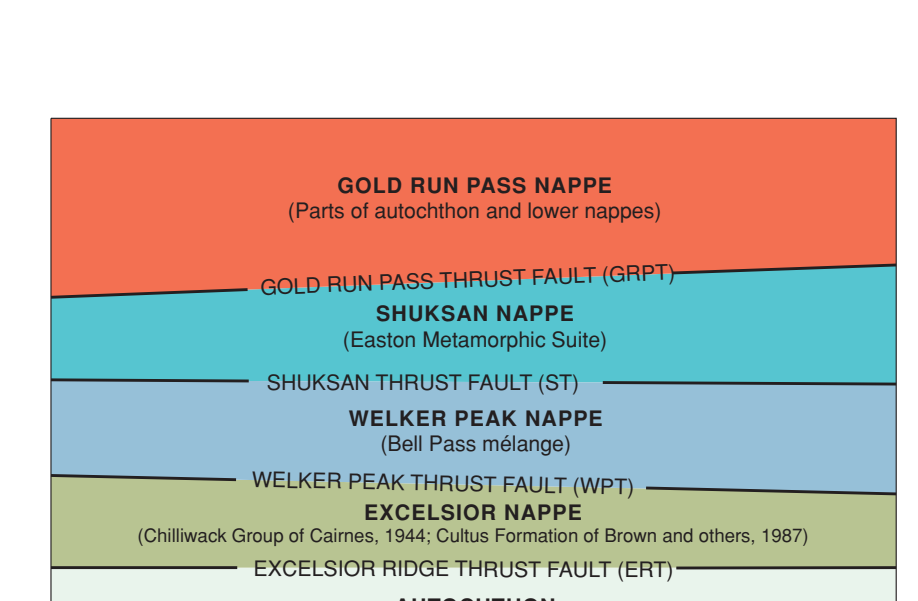 GOLD RUN PASS NAPPE
(Parts of autochthon and lower nappes)
GOLD RUN PASS THRUST FAULT (GRPT)
SHUKSAN NAPPE
(Easton Metamorphic Suite)
SHUKSAN THRUST FAULT (ST)
WELKER PEAK NAPPE
(Bell Pass mélange)
WELKER PEAK THRUST FAULT (WPT)
EXCELSIOR NAPPE
(Chilliwack Group of Cairnes, 1944; Cultus Formation of Brown and others, 1987)
EXCELSIOR RIDGE THRUST FAULT (ERT)
AUTOCHTHON